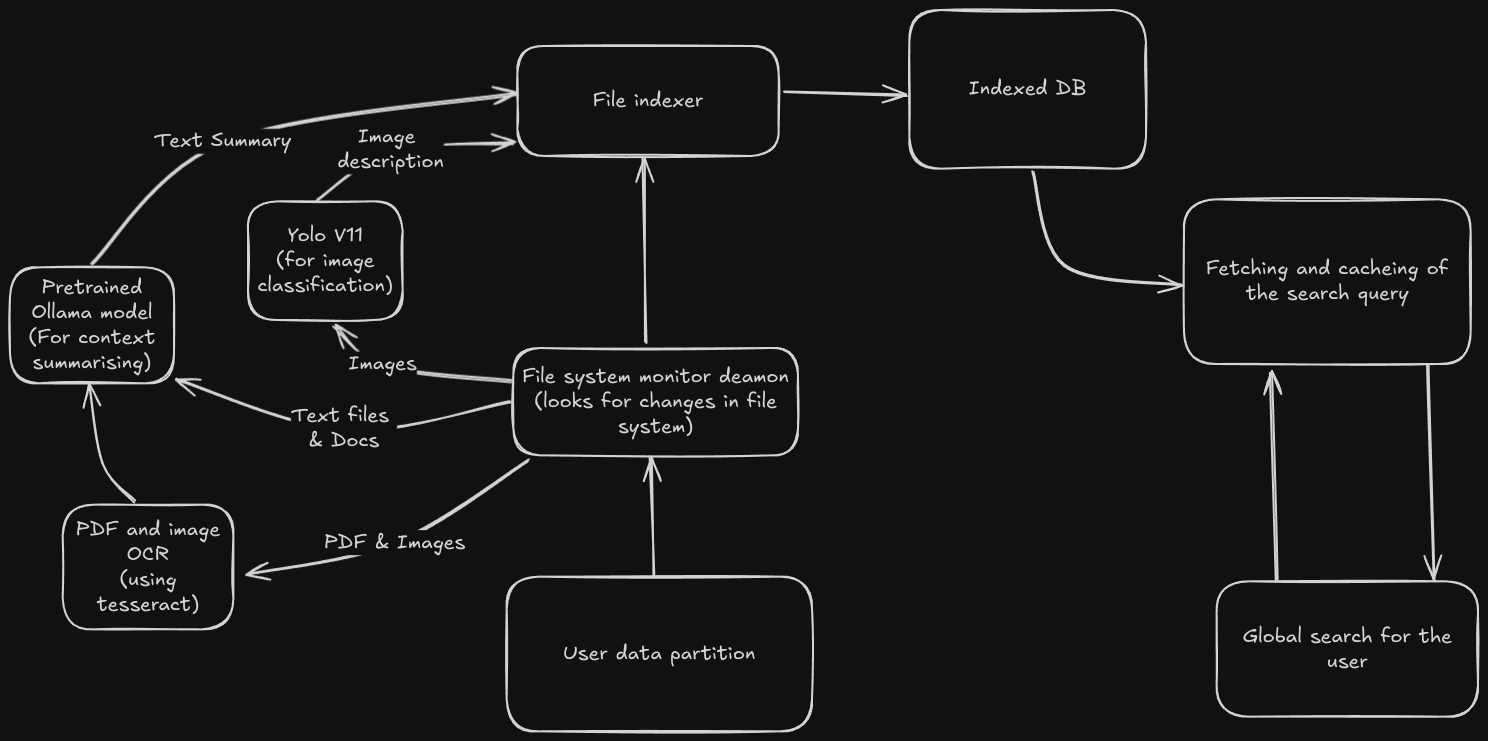 File indexer
Indexed DB
Text Summary
Image
description
Yolo V11
(for image
classification)
Pretrained
Ollama model
(For context
summarising)
Fetching and cacheing of
the search query
Images
File system monitor deamon
(looks for changes in file
system)
Text files
& Docs
PDF and image
OCR
(using
tesseract)
PDF & Images
User data partition
Global search for the
user